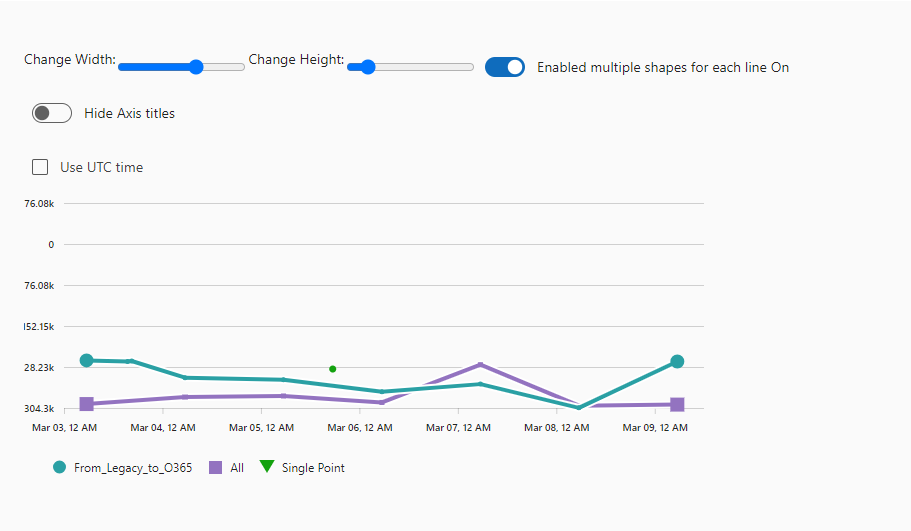 Change Width: Change Height: Enabled multiple shapes for each line On
Hide Axis titles
Use UTC time
76.08k
0
76.08k
152.15k
28.23k
304.3k
Mar 03, 12 AM Mar 04, 12 AM Mar 05, 12 AM Mar 06, 12 AM Mar 07, 12 AM Mar 08, 12 AM Mar 09, 12 AM
From_Legacy_to_O365 All Single Point